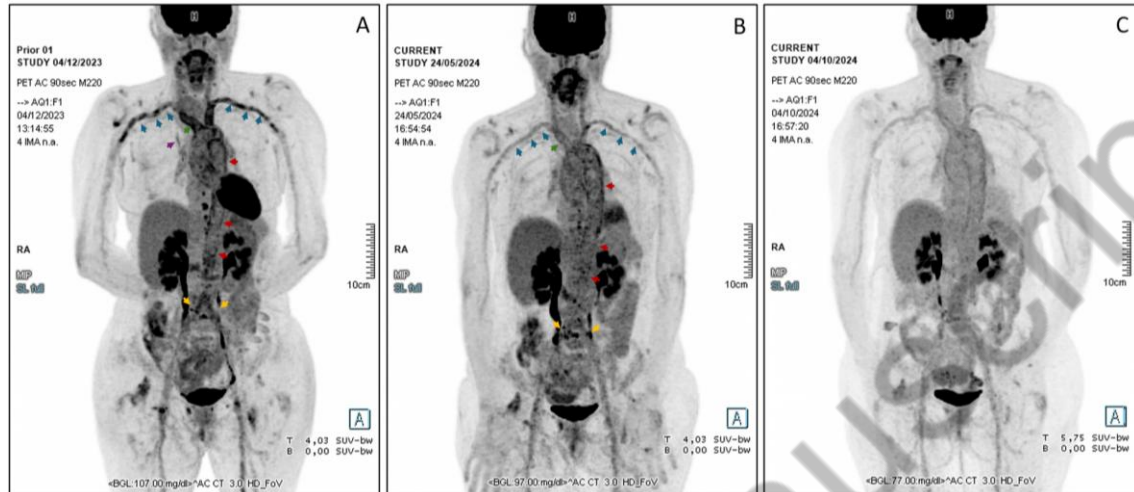 A
H
Prior 01
STUDY 04/12/2023
PET AC 90sec M220
--> AQ1:F1
04/12/2023
13:14:55
4 IMA n.a.
RA
MIP
SL full
10cm
A
T 4,03 SUV-bw
B 0,00 SUV-bw
<BGL:107.00 mg/dl>^AC CT 3.0 HD_FoV
B
H
CURRENT
STUDY 24/05/2024
PET AC 90sec M220
--> AQ1:F1
24/05/2024
16:54:54
4 IMA n.a.
RA
MIP
SL full
10cm
A
T 4,03 SUV-bw
B 0,00 SUV-bw
<BGL:97.00 mg/dl>^AC CT 3.0 HD_FoV
C
H
CURRENT
STUDY 04/10/2024
PET AC 90sec M220
--> AQ1:F1
04/10/2024
16:57:20
4 IMA n.a.
RA
MIP
SL full
10cm
A
T 5,75 SUV-bw
B 0,00 SUV-bw
<BGL:77.00 mg/dl>^AC CT 3.0 HD_FoV